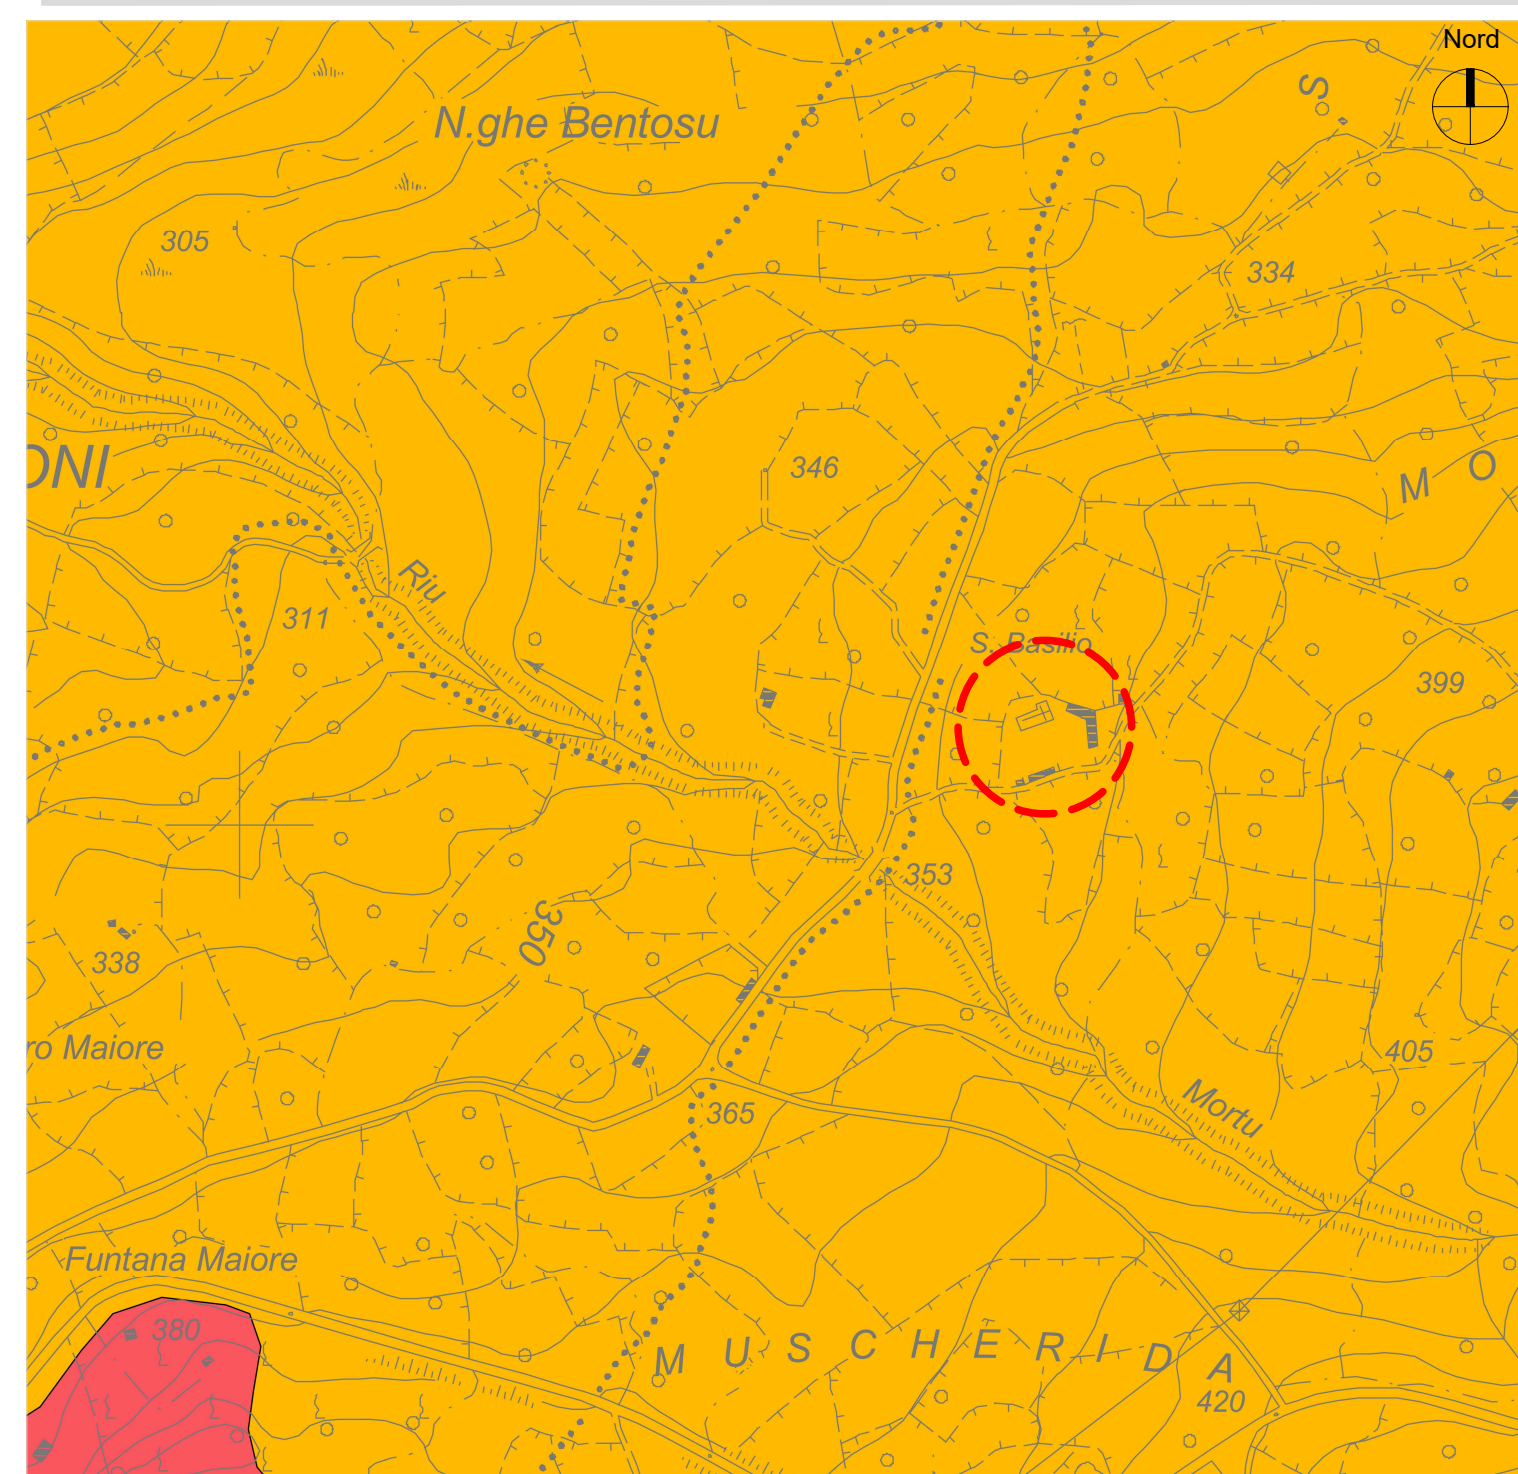 Nord
S
N.ghe Bentosu
305
334
ONI
346
M O
Riu
311
S. Basilio
399
353
350
338
ro Maiore
405
Mortu
365
Funtana Maiore
380
M U S C H E R I D A
420